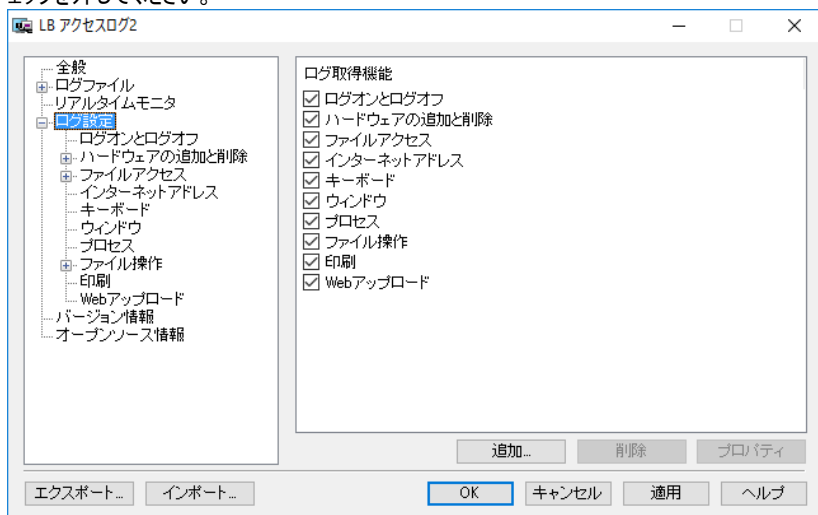 LB アクセスログ2
全般
ログファイル
リアルタイムモニタ
ログ設定
ログオンとログオフ
ハードウェアの追加と削除
ファイルアクセス
インターネットアドレス
キーボード
ウィンドウ
プロセス
ファイル操作
印刷
Webアップロード
バージョン情報
オープンソース情報
ログ取得機能
ログオンとログオフ
ハードウェアの追加と削除
ファイルアクセス
インターネットアドレス
キーボード
ウィンドウ
プロセス
ファイル操作
印刷
Webアップロード
追加...
削除
プロパティ
エクスポート...
インポート...
OK
キャンセル
適用
ヘルプ